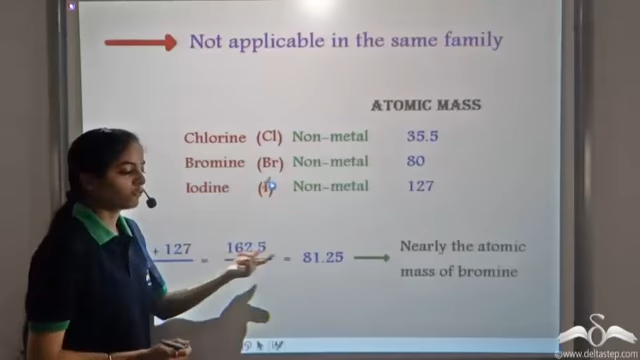 Not applicable in the same family
ATOMIC MASS
Chlorine (Cl) Non-metal 35.5
Bromine (Br) Non-metal 80
Iodine (I) Non-metal 127
+ 127 = 162.5 = 81.25
Nearly the atomic
mass of bromine
©www.deltastep.com